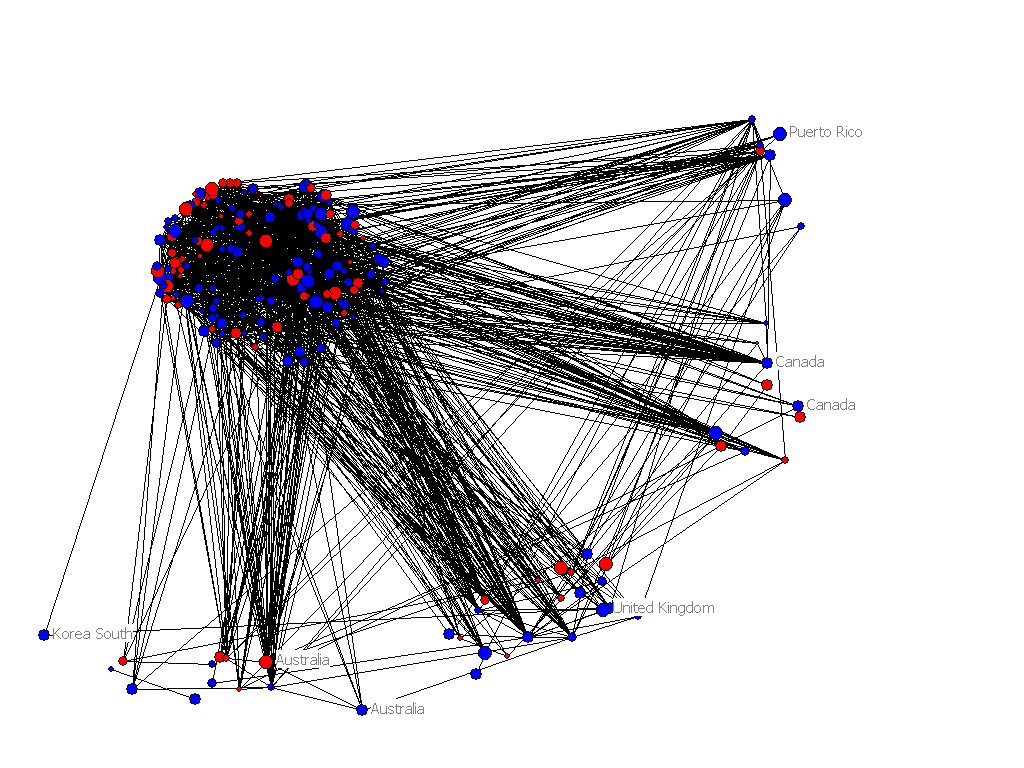 Puerto Rico
Canada
Canada
United Kingdom
Korea South
Australia
Australia